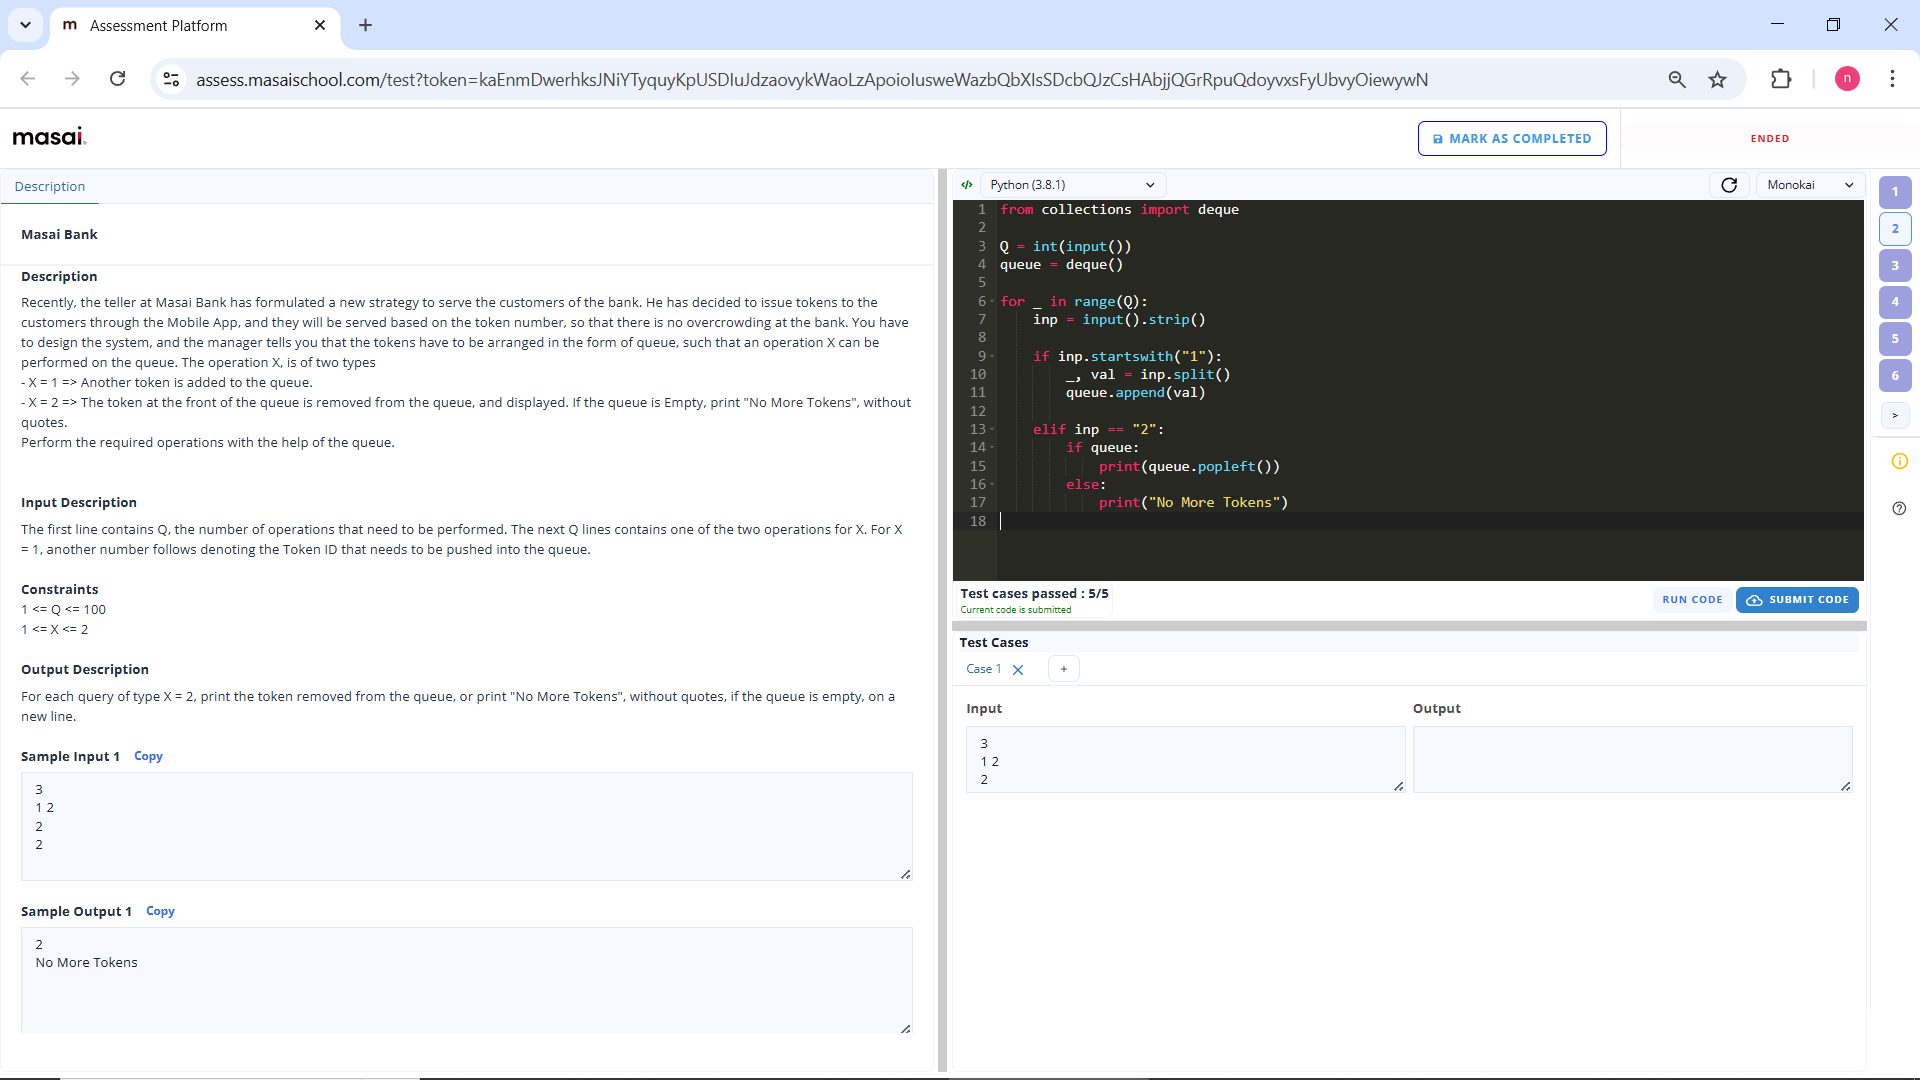 m Assessment Platform
assess.masaischool.com/test?token=kaEnmDwerhksJNiYTyquyKpUSDIuJdzaovykWaoLzApoioIusweWazbQbXIsSDcbQJzCsHAbjjQGrRpuQdoyvxsFyUbvyOiewywN
n
masai.
MARK AS COMPLETED
ENDED
Description
Masai Bank
Description
Recently, the teller at Masai Bank has formulated a new strategy to serve the customers of the bank. He has decided to issue tokens to the
customers through the Mobile App, and they will be served based on the token number, so that there is no overcrowding at the bank. You have
to design the system, and the manager tells you that the tokens have to be arranged in the form of queue, such that an operation X can be
performed on the queue. The operation X, is of two types
- X = 1 => Another token is added to the queue.
- X = 2 => The token at the front of the queue is removed from the queue, and displayed. If the queue is Empty, print "No More Tokens", without
quotes.
Perform the required operations with the help of the queue.
Input Description
The first line contains Q, the number of operations that need to be performed. The next Q lines contains one of the two operations for X. For X
= 1, another number follows denoting the Token ID that needs to be pushed into the queue.
Constraints
1 <= Q <= 100
1 <= X <= 2
Output Description
For each query of type X = 2, print the token removed from the queue, or print "No More Tokens", without quotes, if the queue is empty, on a
new line.
Sample Input 1 Copy
3
1 2
2
2
Sample Output 1 Copy
2
No More Tokens
</> Python (3.8.1)
Monokai
1 from collections import deque
2
3 Q = int(input())
4 queue = deque()
5
6 for _ in range(Q):
7     inp = input().strip()
8
9     if inp.startswith("1"):
10         _, val = inp.split()
11         queue.append(val)
12
13     elif inp == "2":
14         if queue:
15             print(queue.popleft())
16         else:
17             print("No More Tokens")
18
Test cases passed : 5/5
Current code is submitted
RUN CODE
SUBMIT CODE
Test Cases
Case 1
+
Input
3
1 2
2
Output
1
2
3
4
5
6
>